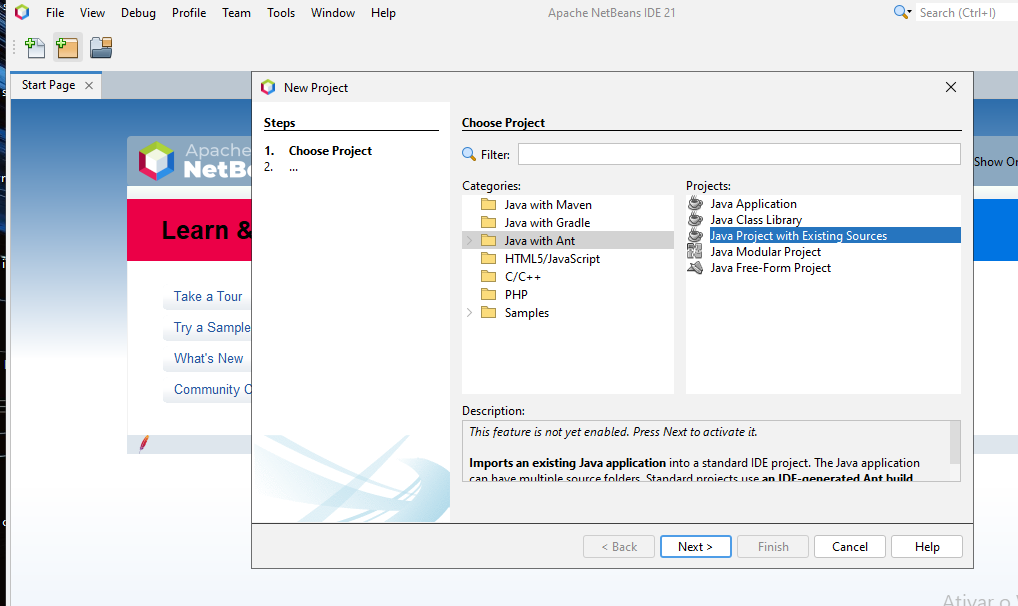 File View Debug Profile Team Tools Window Help Apache NetBeans IDE 21 Search (Ctrl+I)
Start Page
New Project
Steps
1. Choose Project
2. ...
Choose Project
Filter:
Categories:
Java with Maven
Java with Gradle
Java with Ant
HTML5/JavaScript
C/C++
PHP
Samples
Projects:
Java Application
Java Class Library
Java Project with Existing Sources
Java Modular Project
Java Free-Form Project
Description:
This feature is not yet enabled. Press Next to activate it.
Imports an existing Java application into a standard IDE project. The Java application
can have multiple source folders. Standard projects use an IDE-generated Ant build
< Back Next > Finish Cancel Help
Apache
NetBe
Show On
Learn &
Take a Tour
Try a Sample
What's New
Community
Ativar o